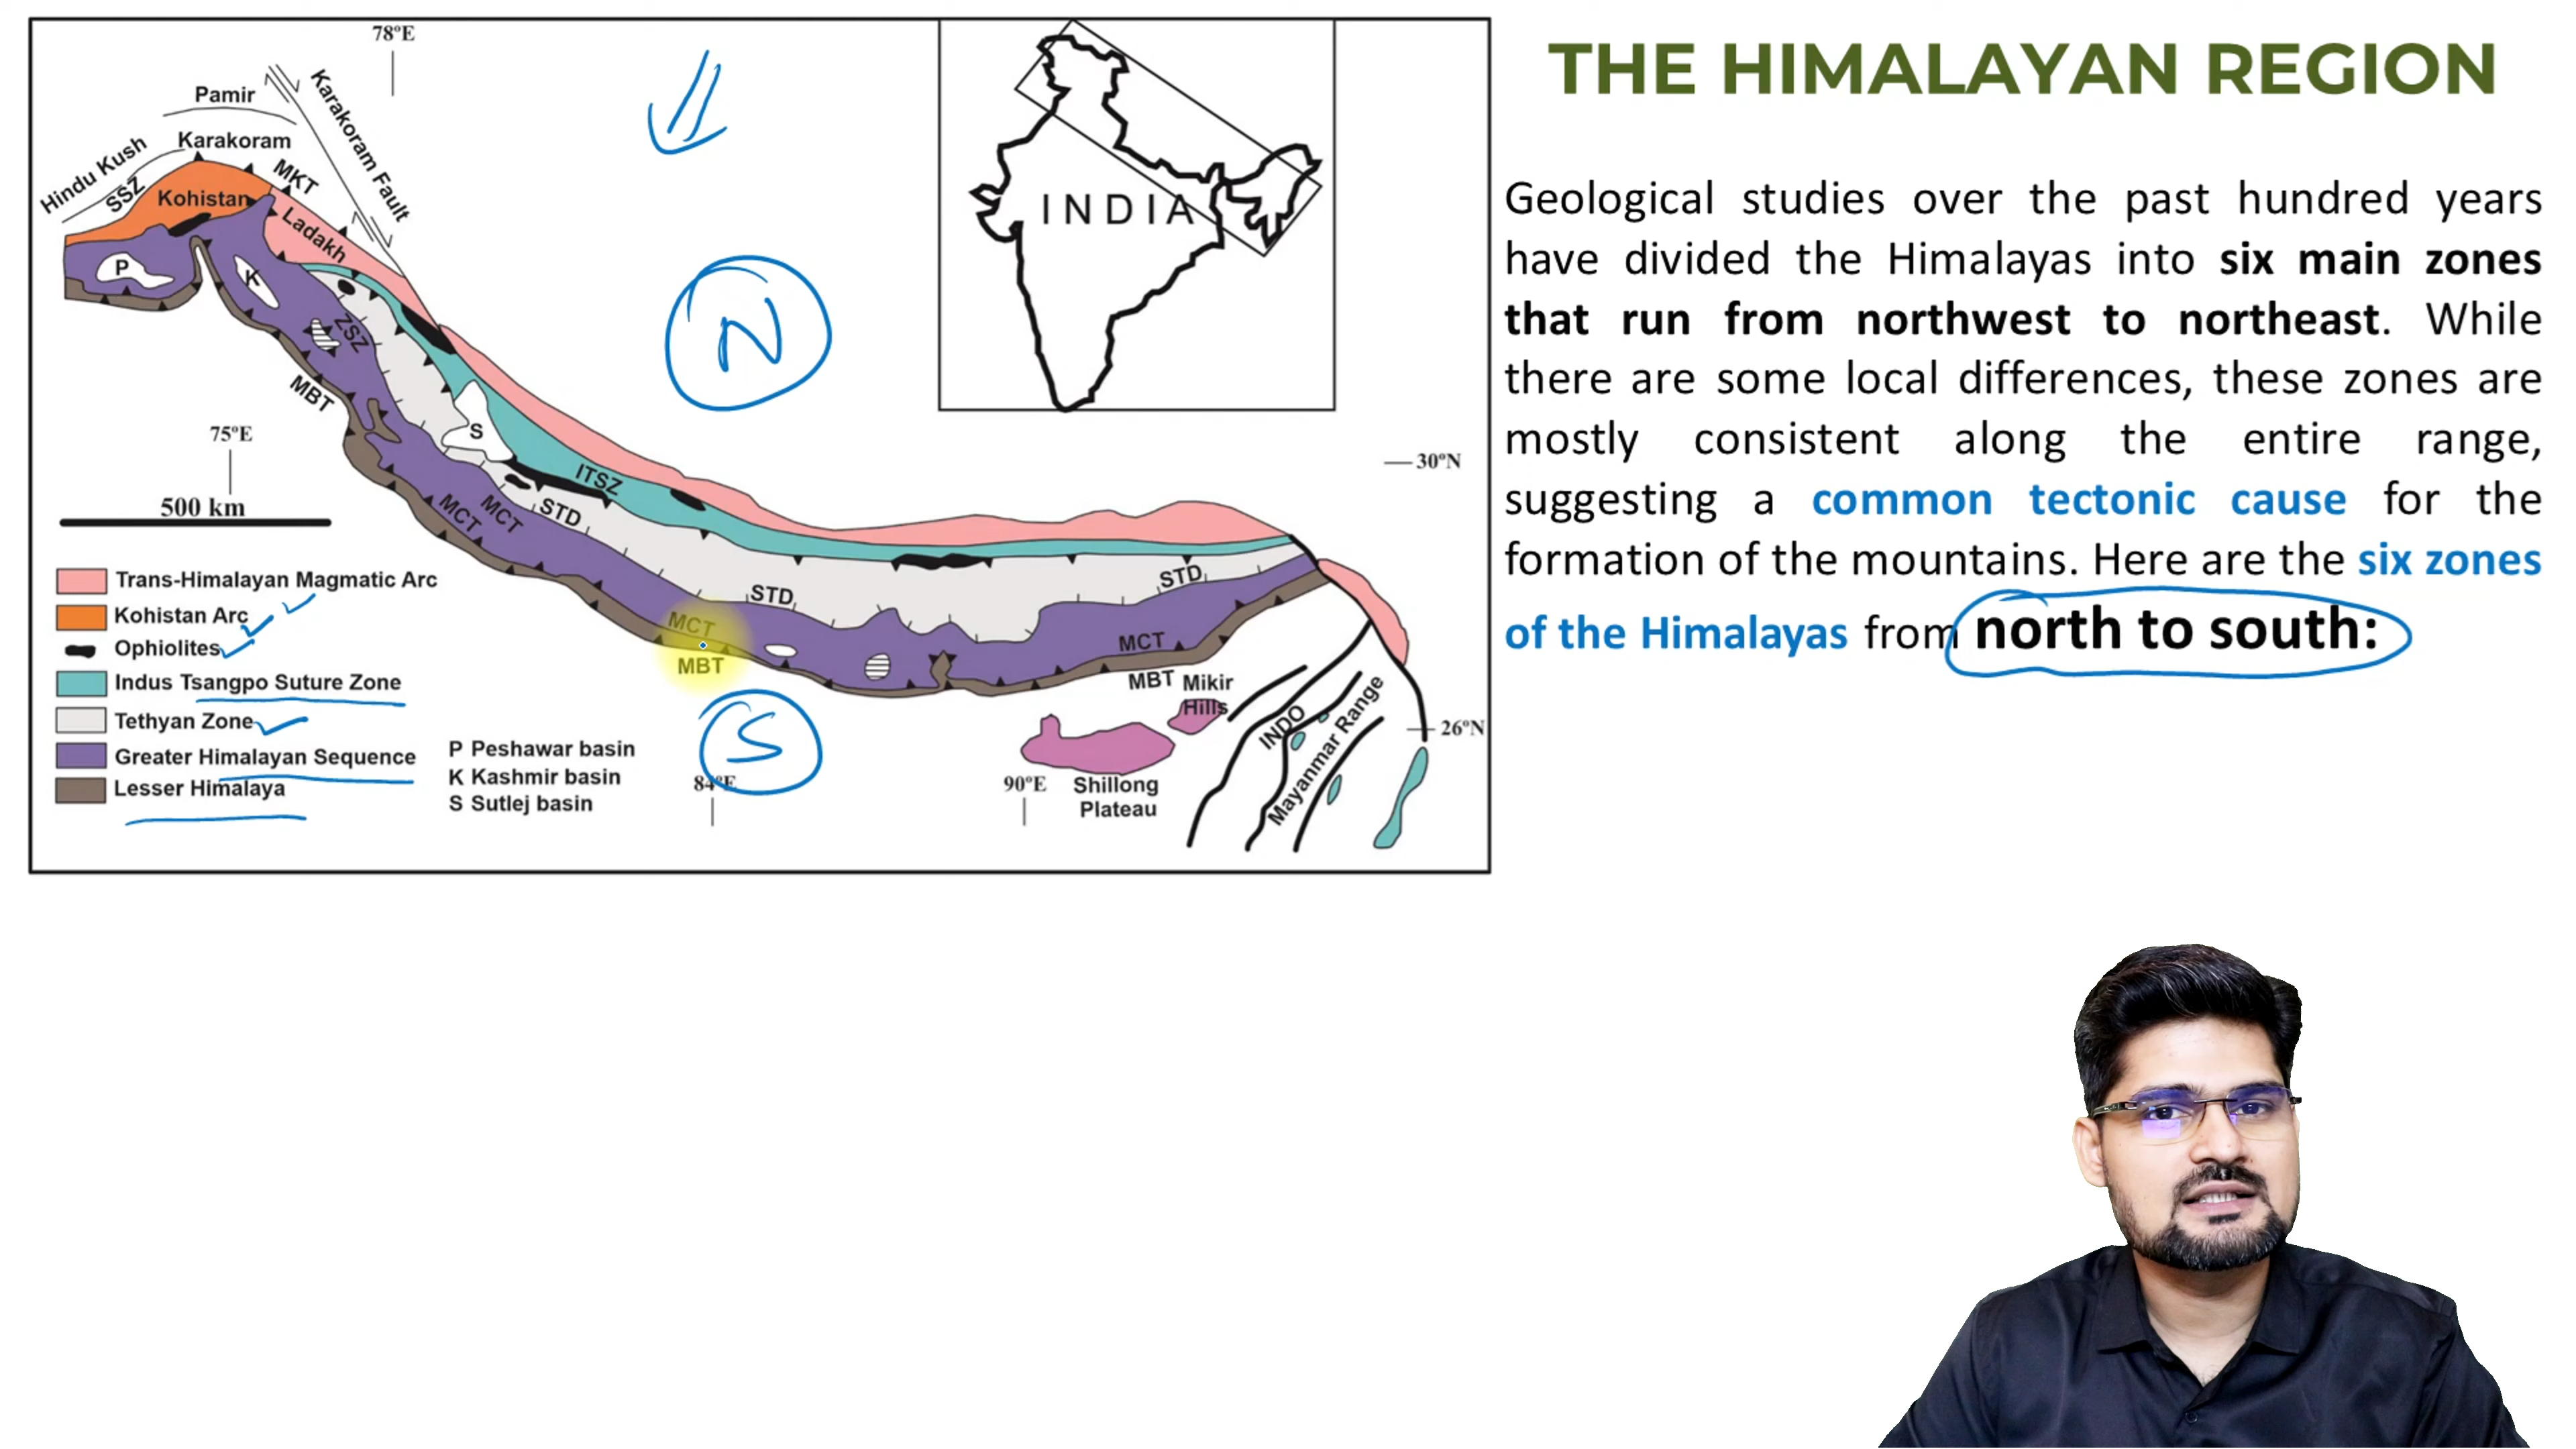 THE HIMALAYAN REGION
Geological studies over the past hundred years
have divided the Himalayas into six main zones
that run from northwest to northeast. While
there are some local differences, these zones are
mostly consistent along the entire range,
suggesting a common tectonic cause for the
formation of the mountains. Here are the six zones
of the Himalayas from north to south:
78ºE
Pamir
Karakoram
Hindu Kush
SSZ
Kohistan
MKT
Karakoram Fault
Ladakh
P
K
ZSZ
MBT
75ºE
500 km
S
ITSZ
MCT
MCT
STD
STD
STD
MCT
MBT
MCT
MBT
N
S
INDIA
30ºN
26ºN
84ºE
90ºE
Mikir
Hills
Shillong
Plateau
INDO
Mayanmar Range
Trans-Himalayan Magmatic Arc
Kohistan Arc
Ophiolites
Indus Tsangpo Suture Zone
Tethyan Zone
Greater Himalayan Sequence
Lesser Himalaya
P Peshawar basin
K Kashmir basin
S Sutlej basin